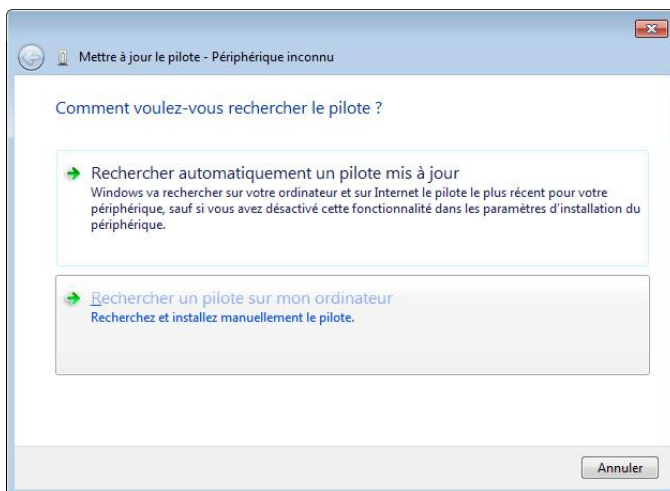 Mettre à jour le pilote - Périphérique inconnu
Comment voulez-vous rechercher le pilote ?
Rechercher automatiquement un pilote mis à jour
Windows va rechercher sur votre ordinateur et sur Internet le pilote le plus récent pour votre
périphérique, sauf si vous avez désactivé cette fonctionnalité dans les paramètres d'installation du
périphérique.
Rechercher un pilote sur mon ordinateur
Recherchez et installez manuellement le pilote.
Annuler